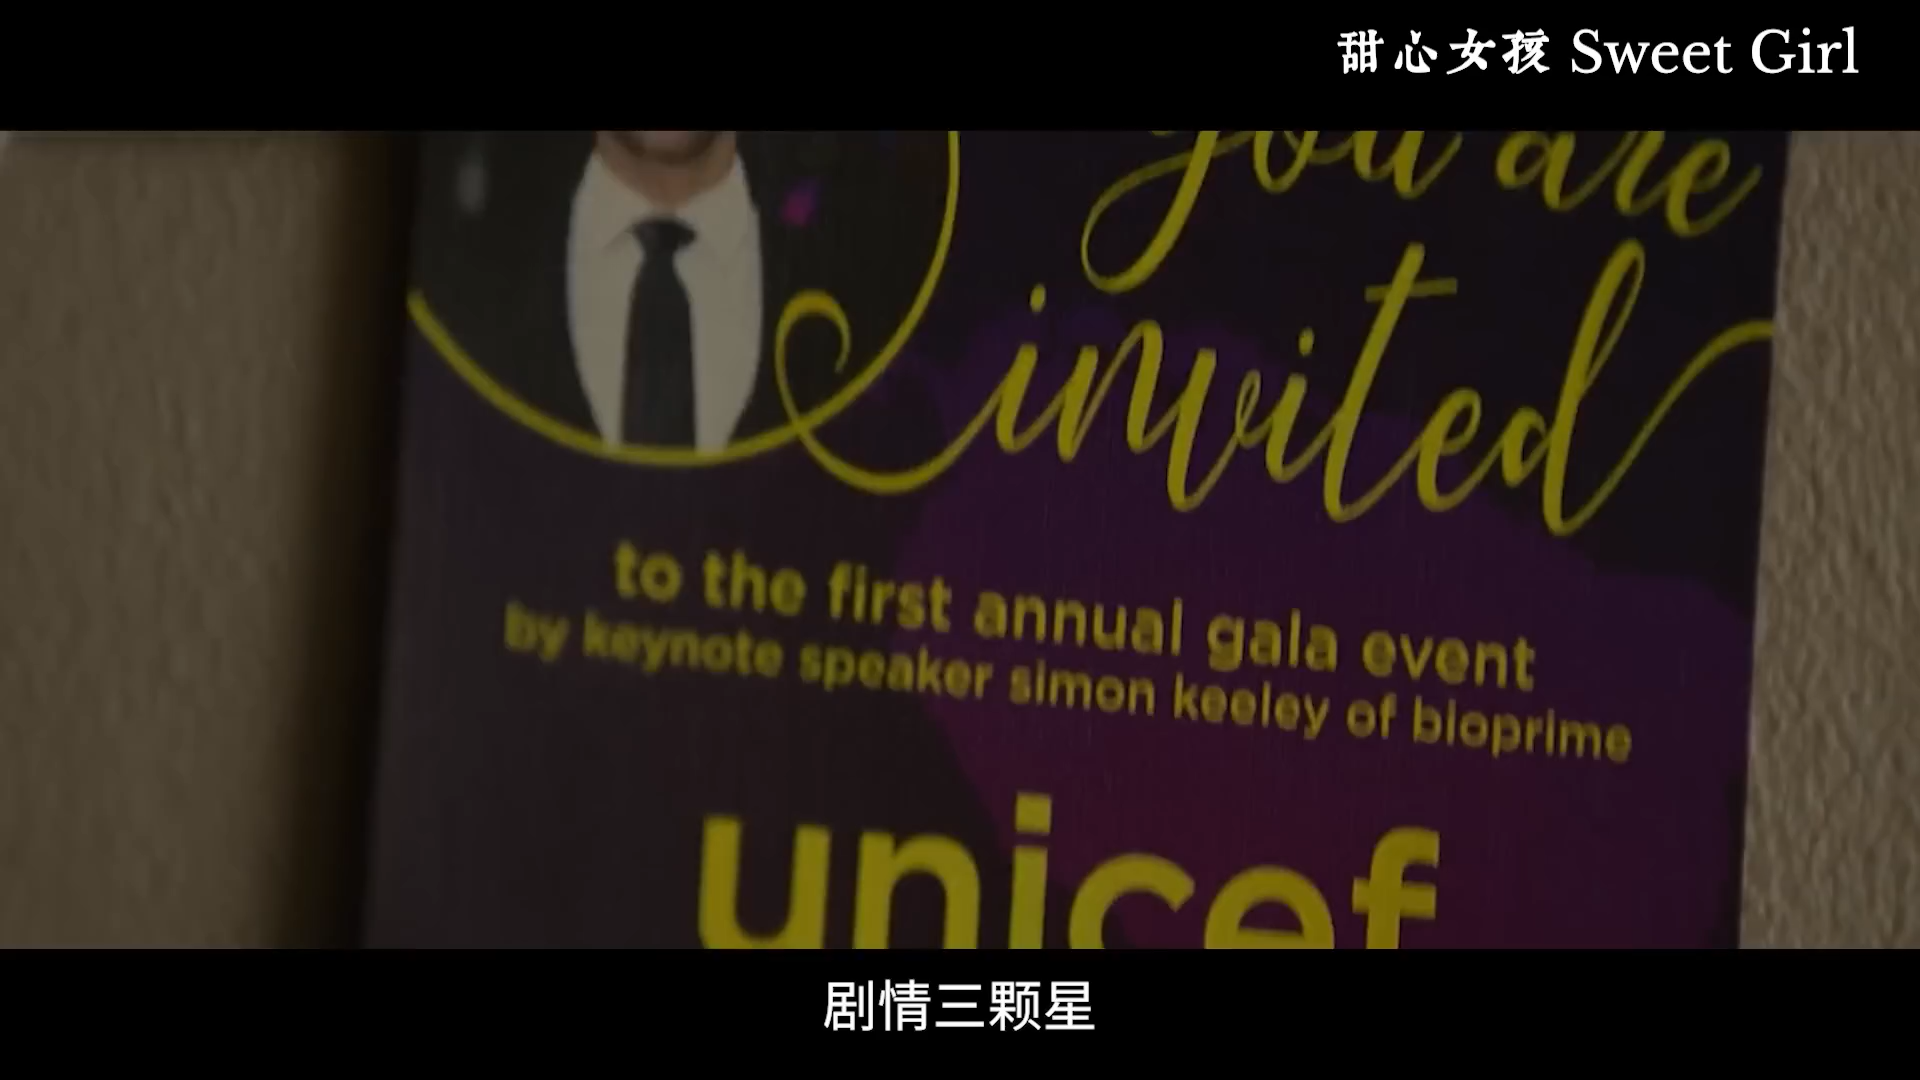 甜心女孩 Sweet Girl
you are
invited
to the first annual gala event
by keynote speaker simon keeley of bioprime
unicef
剧情三颗星